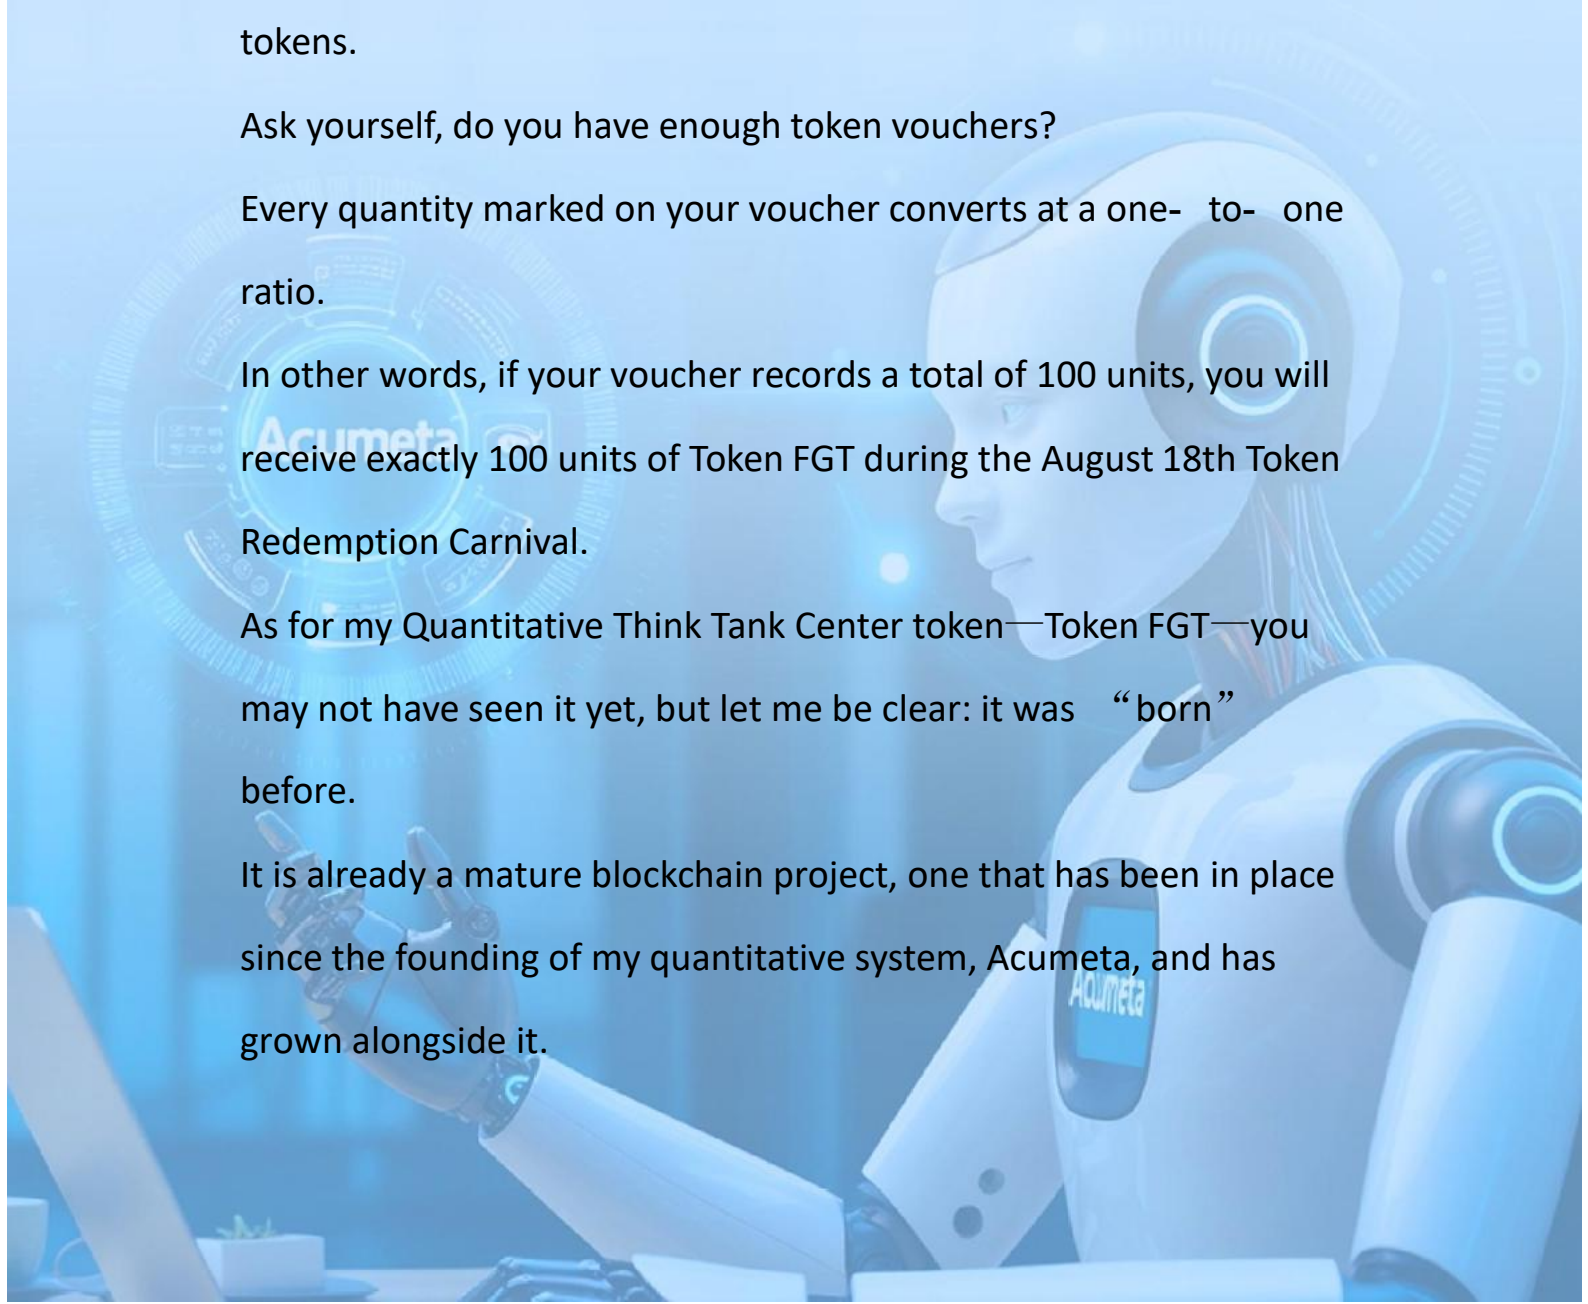 tokens.
Ask yourself, do you have enough token vouchers?
Every quantity marked on your voucher converts at a one- to- one
ratio.
In other words, if your voucher records a total of 100 units, you will
Acumeta
receive exactly 100 units of Token FGT during the August 18th Token
Redemption Carnival.
As for my Quantitative Think Tank Center token—Token FGT—you
may not have seen it yet, but let me be clear: it was “born”
before.
It is already a mature blockchain project, one that has been in place
since the founding of my quantitative system, Acumeta, and has
Acumeta
grown alongside it.